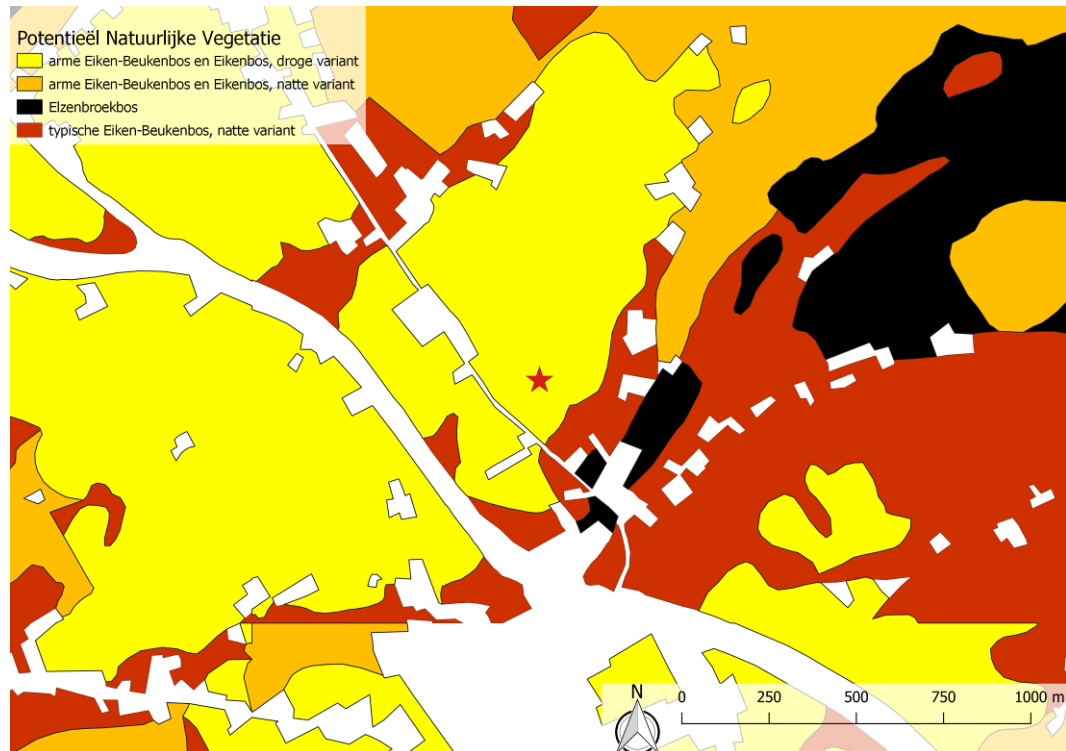 Potentieël Natuurlijke Vegetatie
arme Eiken-Beukenbos en Eikenbos, droge variant
arme Eiken-Beukenbos en Eikenbos, natte variant
Elzenbroekbos
typische Eiken-Beukenbos, natte variant
N
0 250 500 750 1000 m